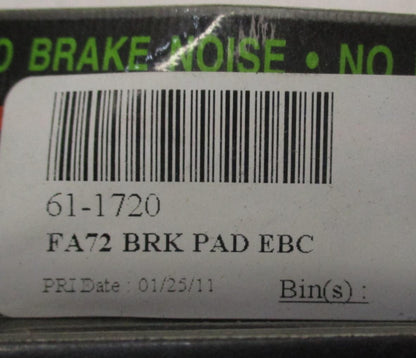 O BRAKE NOISE • NO
61-1720
FA72 BRK PAD EBC
PRI Date : 01/25/11 Bin(s) :